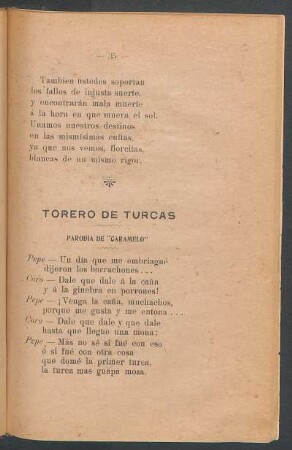 — 35 —
Tambien ustedes soportan
los fallos de injusta suerte,
y encontrarán mala muerte
á la hora en que muera el sol.
Unamos nuestros destinos
en las mismísimas cuitas,
ya que nos vemos, florcitas,
blancas de un mismo rigor.
TORERO DE TURCAS
PARODIA DE "CARAMELO"
Pepe — Un día que me embriagué
dijeron los borrachones...
Coro — Dale que dale á la caña
y á la ginebra en porrones!
Pepe — ¡Venga la caña, muchachos,
porque me gusta y me entona...
Coro — Dale que dale y que dale
hasta que llegue una mona;
Pepe — Más no sé si fué con eso
ó si fué con otra cosa
que domé la primer turca,
la turca mas guapa moza.